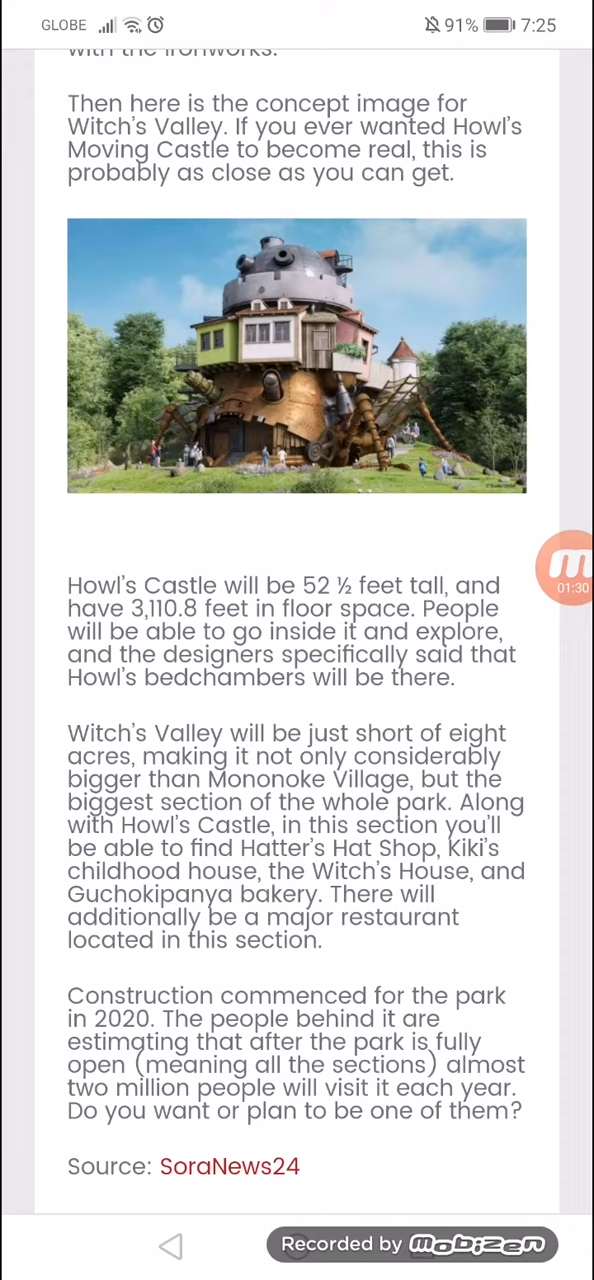 GLOBE 91% 7:25
with the Ironworks.
Then here is the concept image for
Witch's Valley. If you ever wanted Howl's
Moving Castle to become real, this is
probably as close as you can get.
01:30
Howl's Castle will be 52 ½ feet tall, and
have 3,110.8 feet in floor space. People
will be able to go inside it and explore,
and the designers specifically said that
Howl's bedchambers will be there.
Witch's Valley will be just short of eight
acres, making it not only considerably
bigger than Mononoke Village, but the
biggest section of the whole park. Along
with Howl's Castle, in this section you'll
be able to find Hatter's Hat Shop, Kiki's
childhood house, the Witch's House, and
Guchokipanya bakery. There will
additionally be a major restaurant
located in this section.
Construction commenced for the park
in 2020. The people behind it are
estimating that after the park is fully
open (meaning all the sections) almost
two million people will visit it each year.
Do you want or plan to be one of them?
Source: SoraNews24
Recorded by mobizen